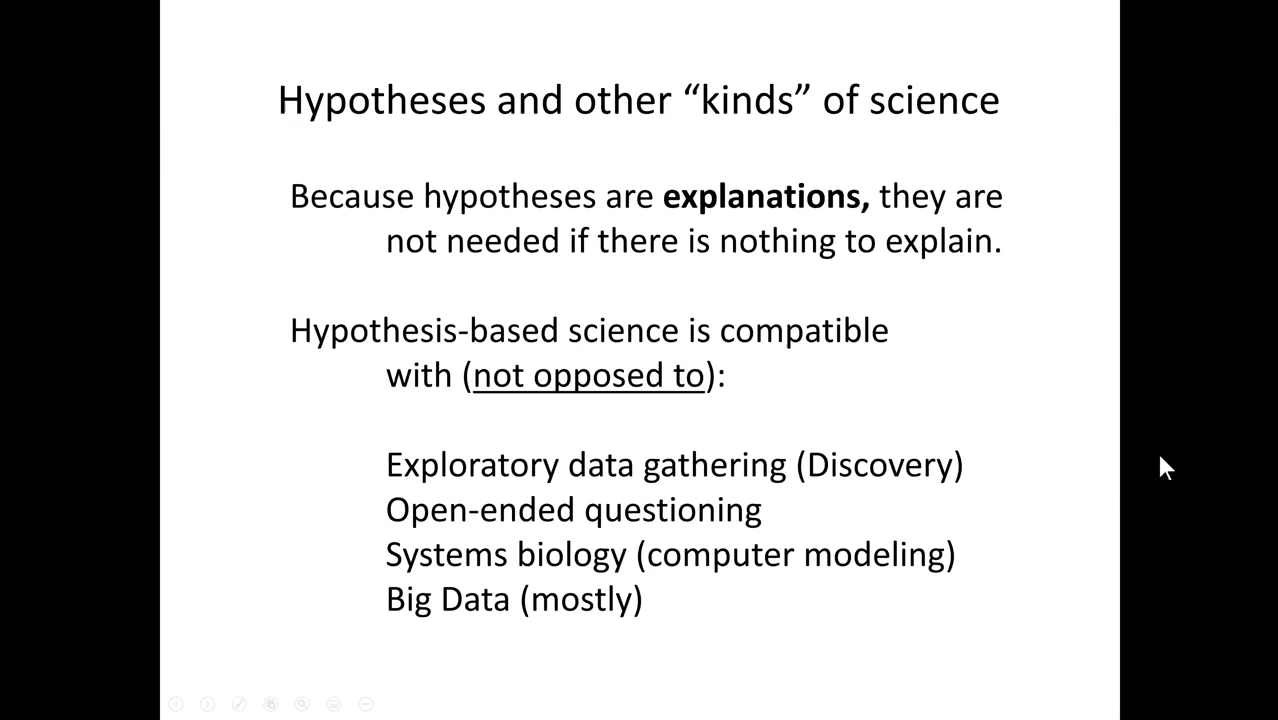 Hypotheses and other “kinds” of science
Because hypotheses are explanations, they are
not needed if there is nothing to explain.
Hypothesis-based science is compatible
with (not opposed to):
Exploratory data gathering (Discovery)
Open-ended questioning
Systems biology (computer modeling)
Big Data (mostly)